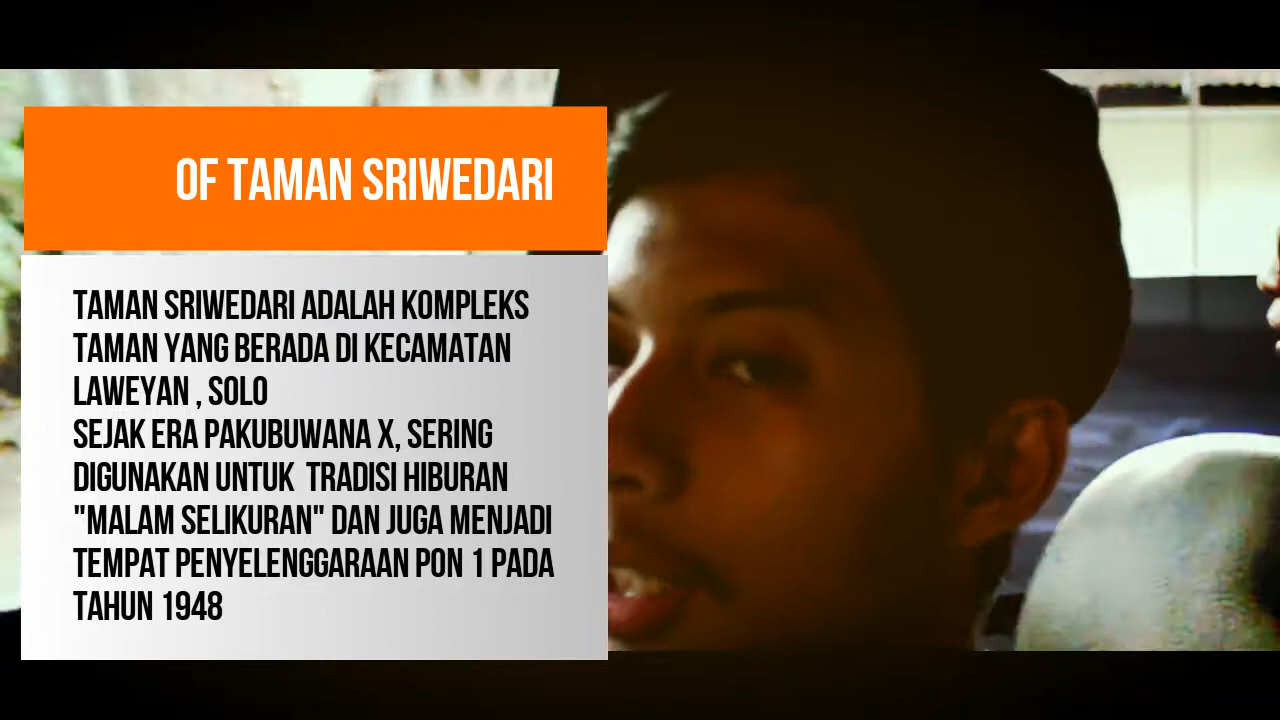 OF TAMAN SRIWEDARI
TAMAN SRIWEDARI ADALAH KOMPLEKS
TAMAN YANG BERADA DI KECAMATAN
LAWEYAN , SOLO
SEJAK ERA PAKUBUWANA X, SERING
DIGUNAKAN UNTUK  TRADISI HIBURAN
"MALAM SELIKURAN" DAN JUGA MENJADI
TEMPAT PENYELENGGARAAN PON 1 PADA
TAHUN 1948